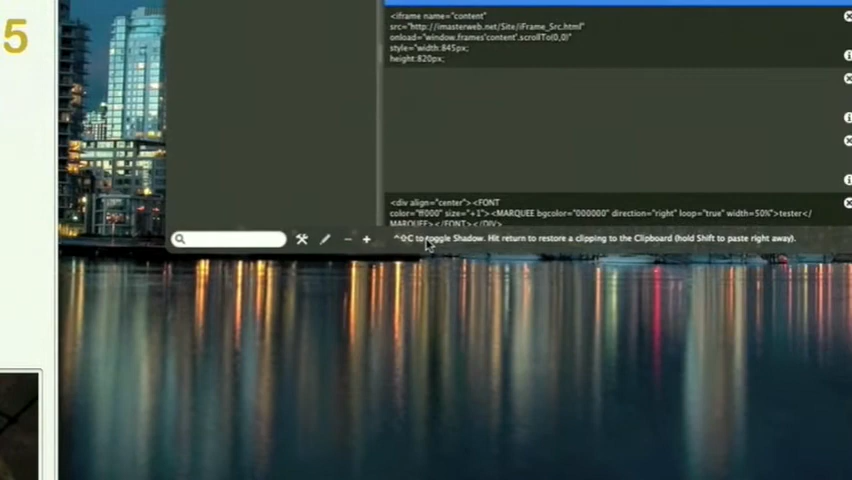 5
<iframe name="content"
src="http://imasterweb.net/Site/iFrame_Src.html"
onload="window.frames'content'.scrollTo(0,0)"
style="width:845px;
height:820px;
<div align="center"><FONT
color="ff000" size="+1"><MARQUEE bgcolor="000000" direction="right" loop="true" width=50%">tester</
MARQUEE></FONT></DIV>
to toggle Shadow. Hit return to restore a clipping to the Clipboard (hold Shift to paste right away).